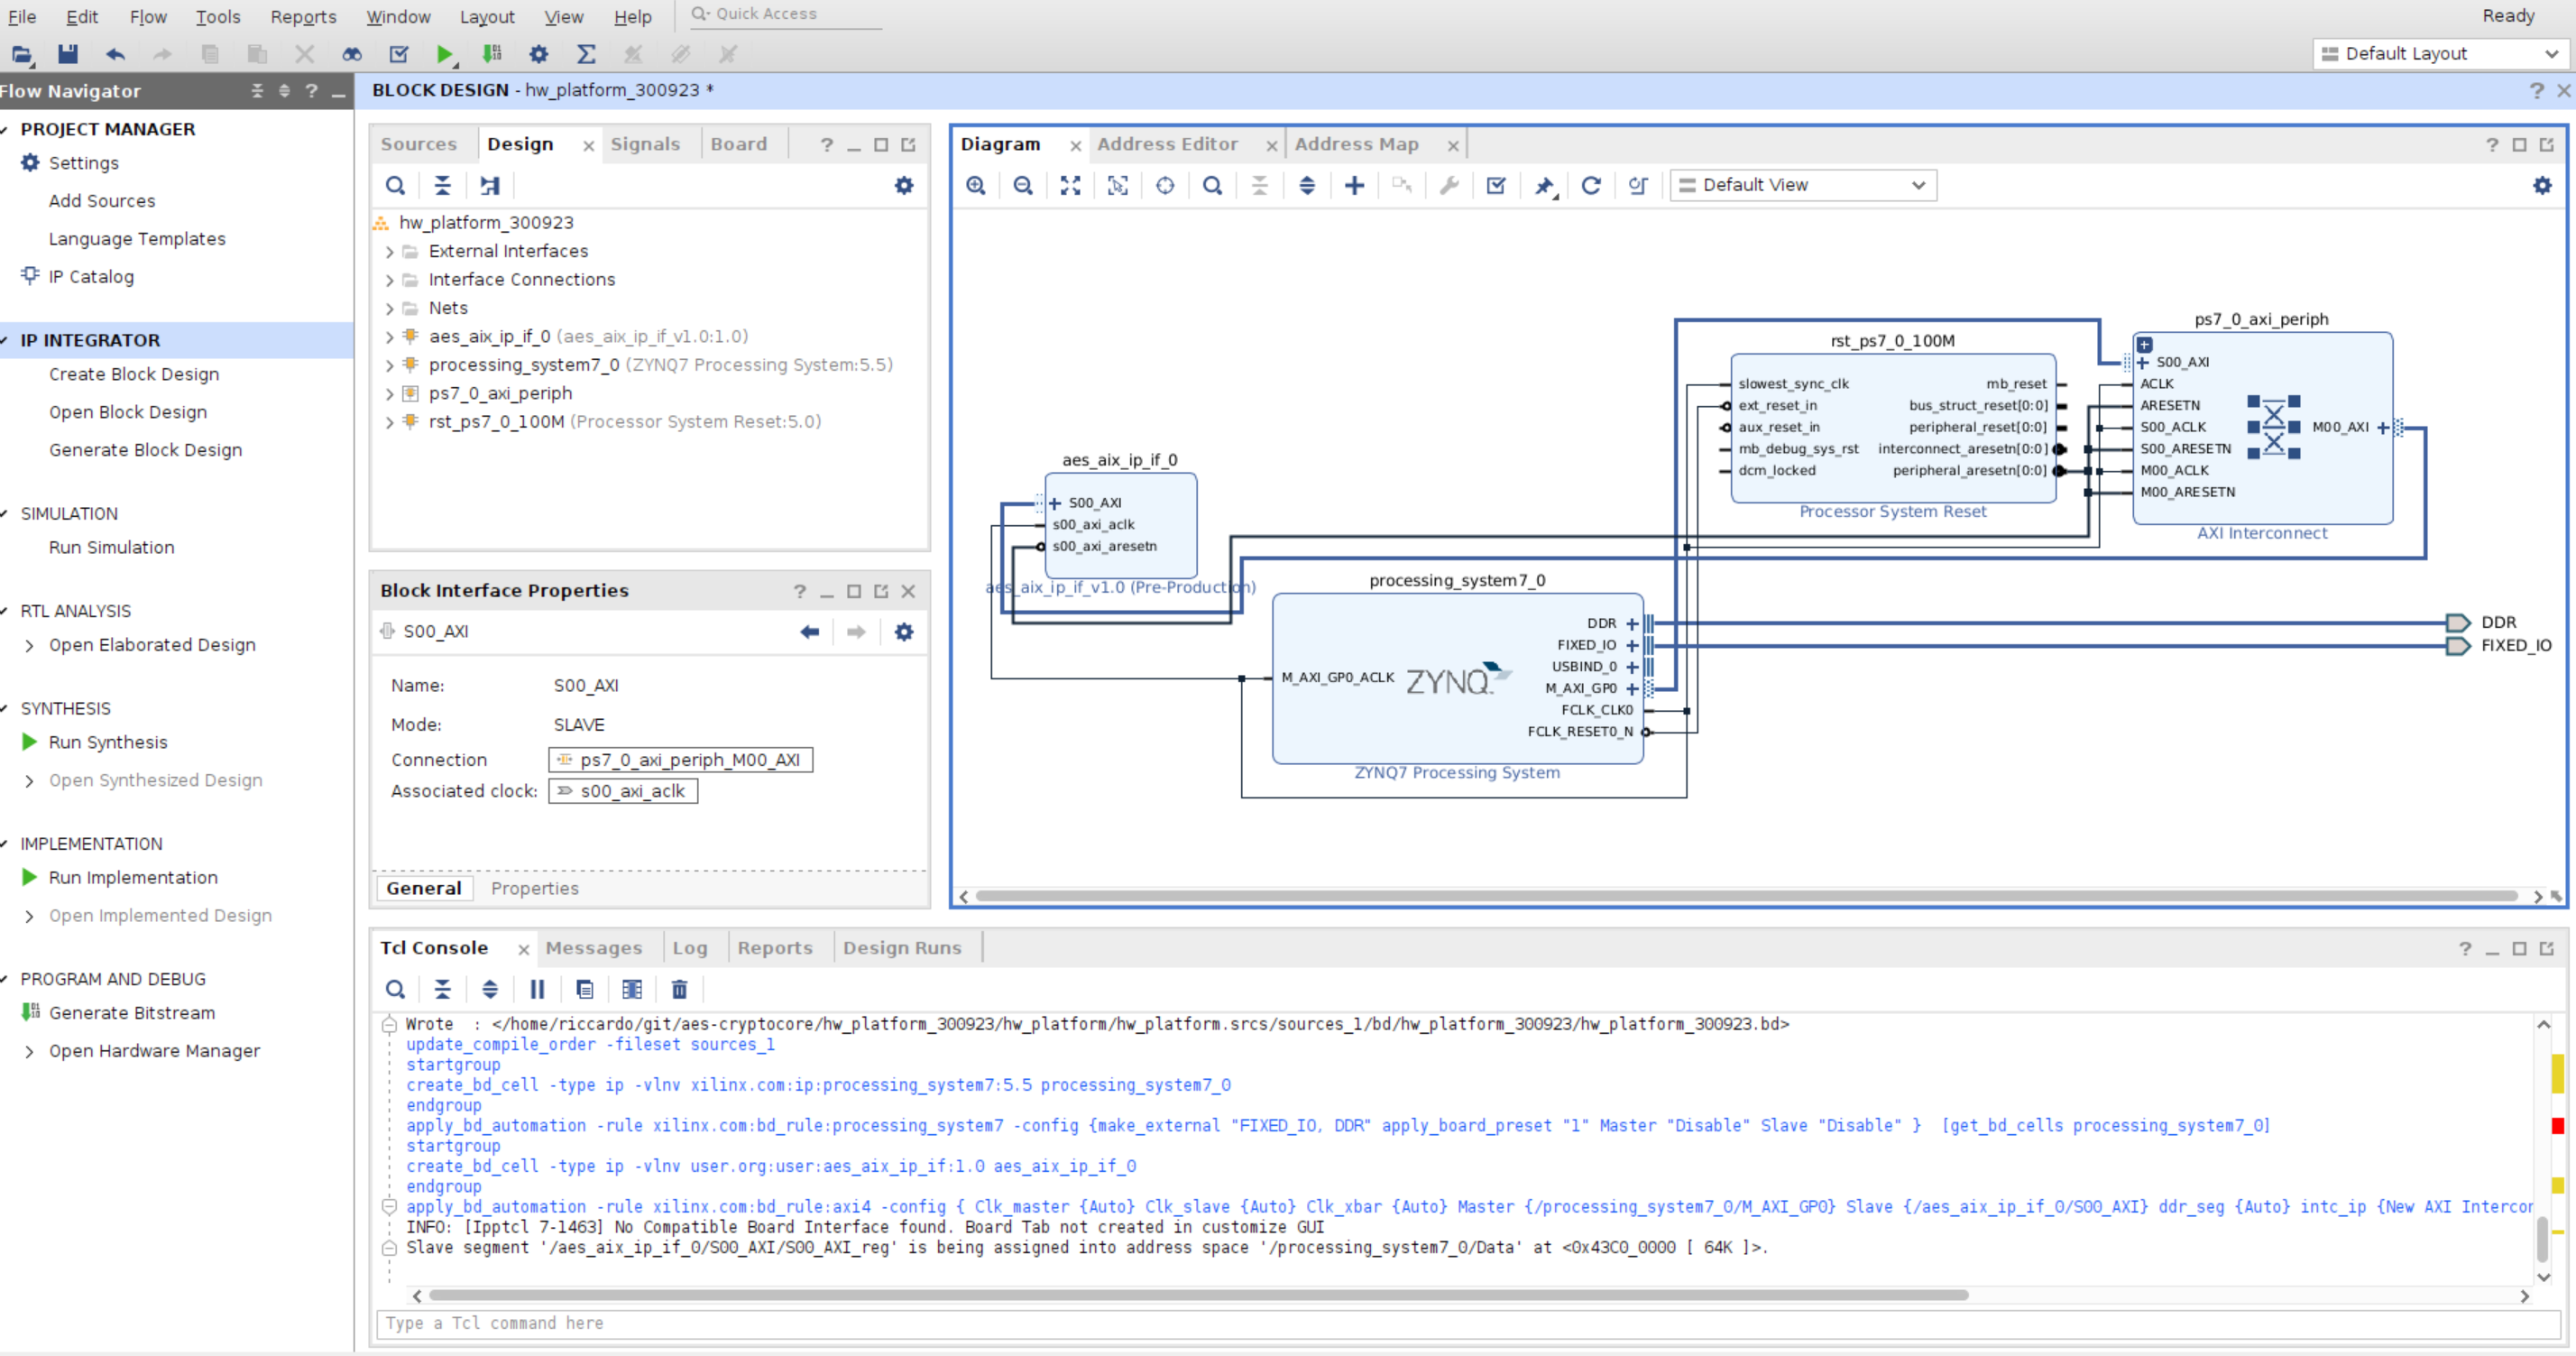 File Edit Flow Tools Reports Window Layout View Help Quick Access Ready
Default Layout
Flow Navigator ? BLOCK DESIGN - hw_platform_300923 * ?
PROJECT MANAGER
Settings
Add Sources
Language Templates
IP Catalog
IP INTEGRATOR
Create Block Design
Open Block Design
Generate Block Design
SIMULATION
Run Simulation
RTL ANALYSIS
Open Elaborated Design
SYNTHESIS
Run Synthesis
Open Synthesized Design
IMPLEMENTATION
Run Implementation
Open Implemented Design
PROGRAM AND DEBUG
Generate Bitstream
Open Hardware Manager
Sources Design Signals Board ?
hw_platform_300923
External Interfaces
Interface Connections
Nets
aes_aix_ip_if_0 (aes_aix_ip_if_v1.0:1.0)
processing_system7_0 (ZYNQ7 Processing System:5.5)
ps7_0_axi_periph
rst_ps7_0_100M (Processor System Reset:5.0)
Block Interface Properties ?
S00_AXI
Name: S00_AXI
Mode: SLAVE
Connection ps7_0_axi_periph_M00_AXI
Associated clock: s00_axi_aclk
General Properties
Diagram Address Editor Address Map ?
Default View
aes_aix_ip_if_0
S00_AXI
s00_axi_aclk
s00_axi_aresetn
aes_aix_ip_if_v1.0 (Pre-Production)
rst_ps7_0_100M
slowest_sync_clk mb_reset
ext_reset_in bus_struct_reset[0:0]
aux_reset_in peripheral_reset[0:0]
mb_debug_sys_rst interconnect_aresetn[0:0]
dcm_locked peripheral_aresetn[0:0]
Processor System Reset
ps7_0_axi_periph
S00_AXI
ACLK
ARESETN
S00_ACLK M00_AXI
S00_ARESETN
M00_ACLK
M00_ARESETN
AXI Interconnect
processing_system7_0
DDR
FIXED_IO
USBIND_0
M_AXI_GP0_ACLK ZYNQ.
M_AXI_GP0
FCLK_CLK0
FCLK_RESET0_N
ZYNQ7 Processing System
DDR
FIXED_IO
Tcl Console Messages Log Reports Design Runs ?
Wrote : </home/riccardo/git/aes-cryptocore/hw_platform_300923/hw_platform/hw_platform.srcs/sources_1/bd/hw_platform_300923/hw_platform_300923.bd>
update_compile_order -fileset sources_1
startgroup
create_bd_cell -type ip -vlnv xilinx.com:ip:processing_system7:5.5 processing_system7_0
endgroup
apply_bd_automation -rule xilinx.com:bd_rule:processing_system7 -config {make_external "FIXED_IO, DDR" apply_board_preset "1" Master "Disable" Slave "Disable" } [get_bd_cells processing_system7_0]
startgroup
create_bd_cell -type ip -vlnv user.org:user:aes_aix_ip_if:1.0 aes_aix_ip_if_0
endgroup
apply_bd_automation -rule xilinx.com:bd_rule:axi4 -config { Clk_master {Auto} Clk_slave {Auto} Clk_xbar {Auto} Master {/processing_system7_0/M_AXI_GP0} Slave {/aes_aix_ip_if_0/S00_AXI} ddr_seg {Auto} intc_ip {New AXI Intercor
INFO: [Ipptcl 7-1463] No Compatible Board Interface found. Board Tab not created in customize GUI
Slave segment '/aes_aix_ip_if_0/S00_AXI/S00_AXI_reg' is being assigned into address space '/processing_system7_0/Data' at <0x43C0_0000 [ 64K ]>.
Type a Tcl command here